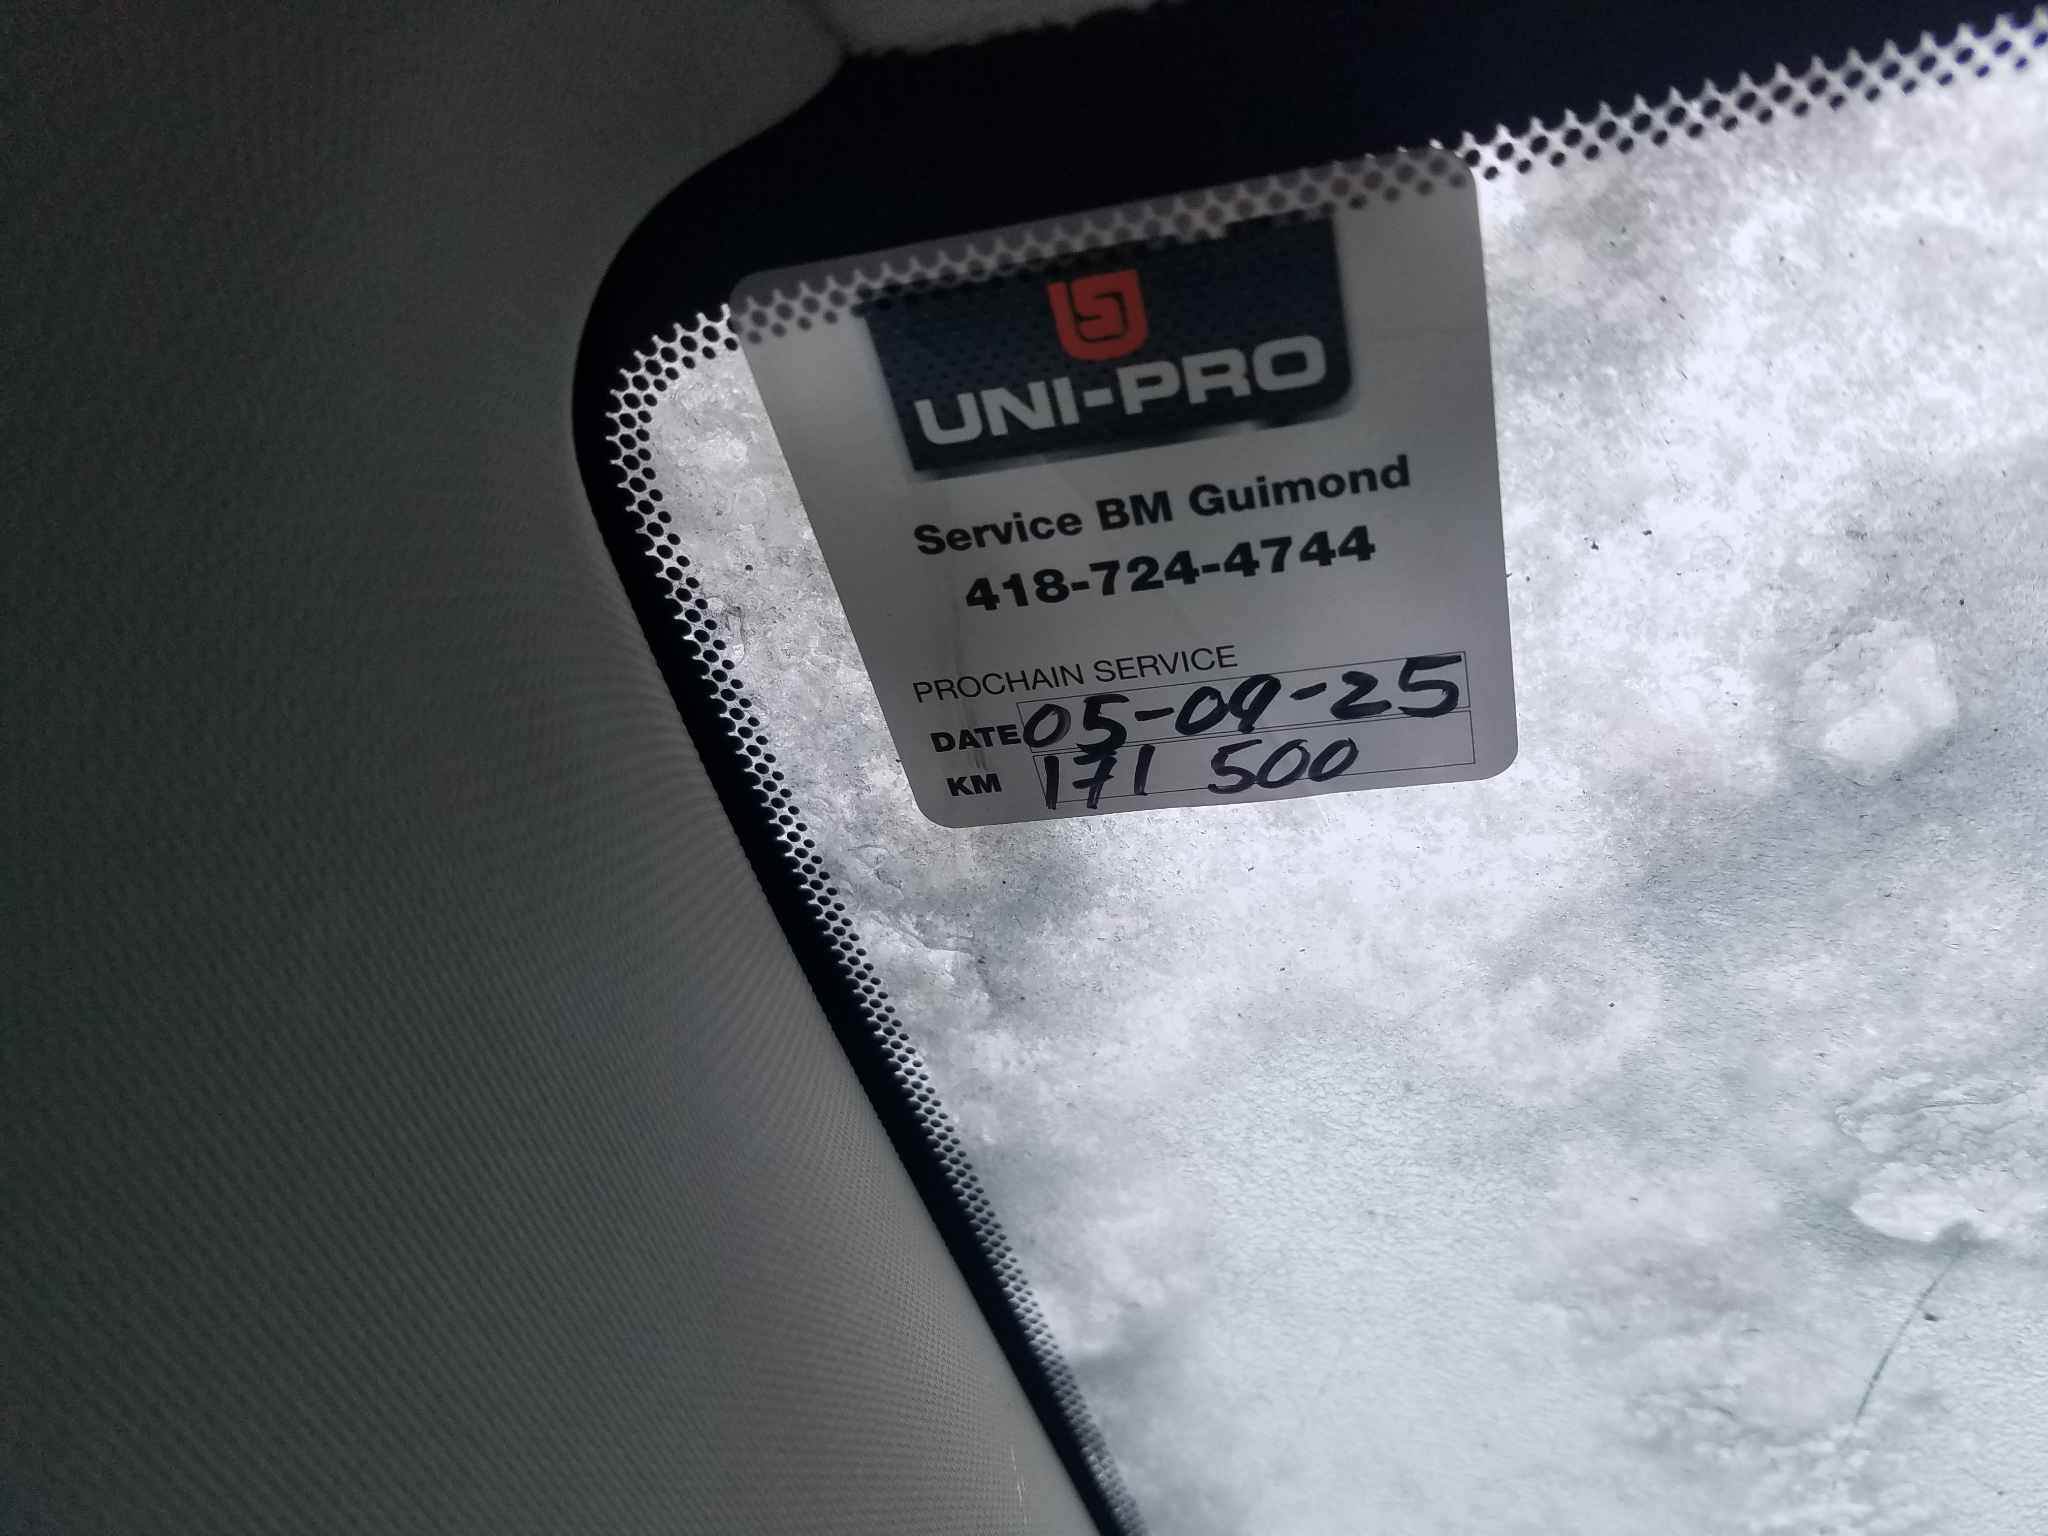 UNI-PRO
Service BM Guimond
418-724-4744
PROCHAIN SERVICE
DATE 05-09-25
KM 171 500